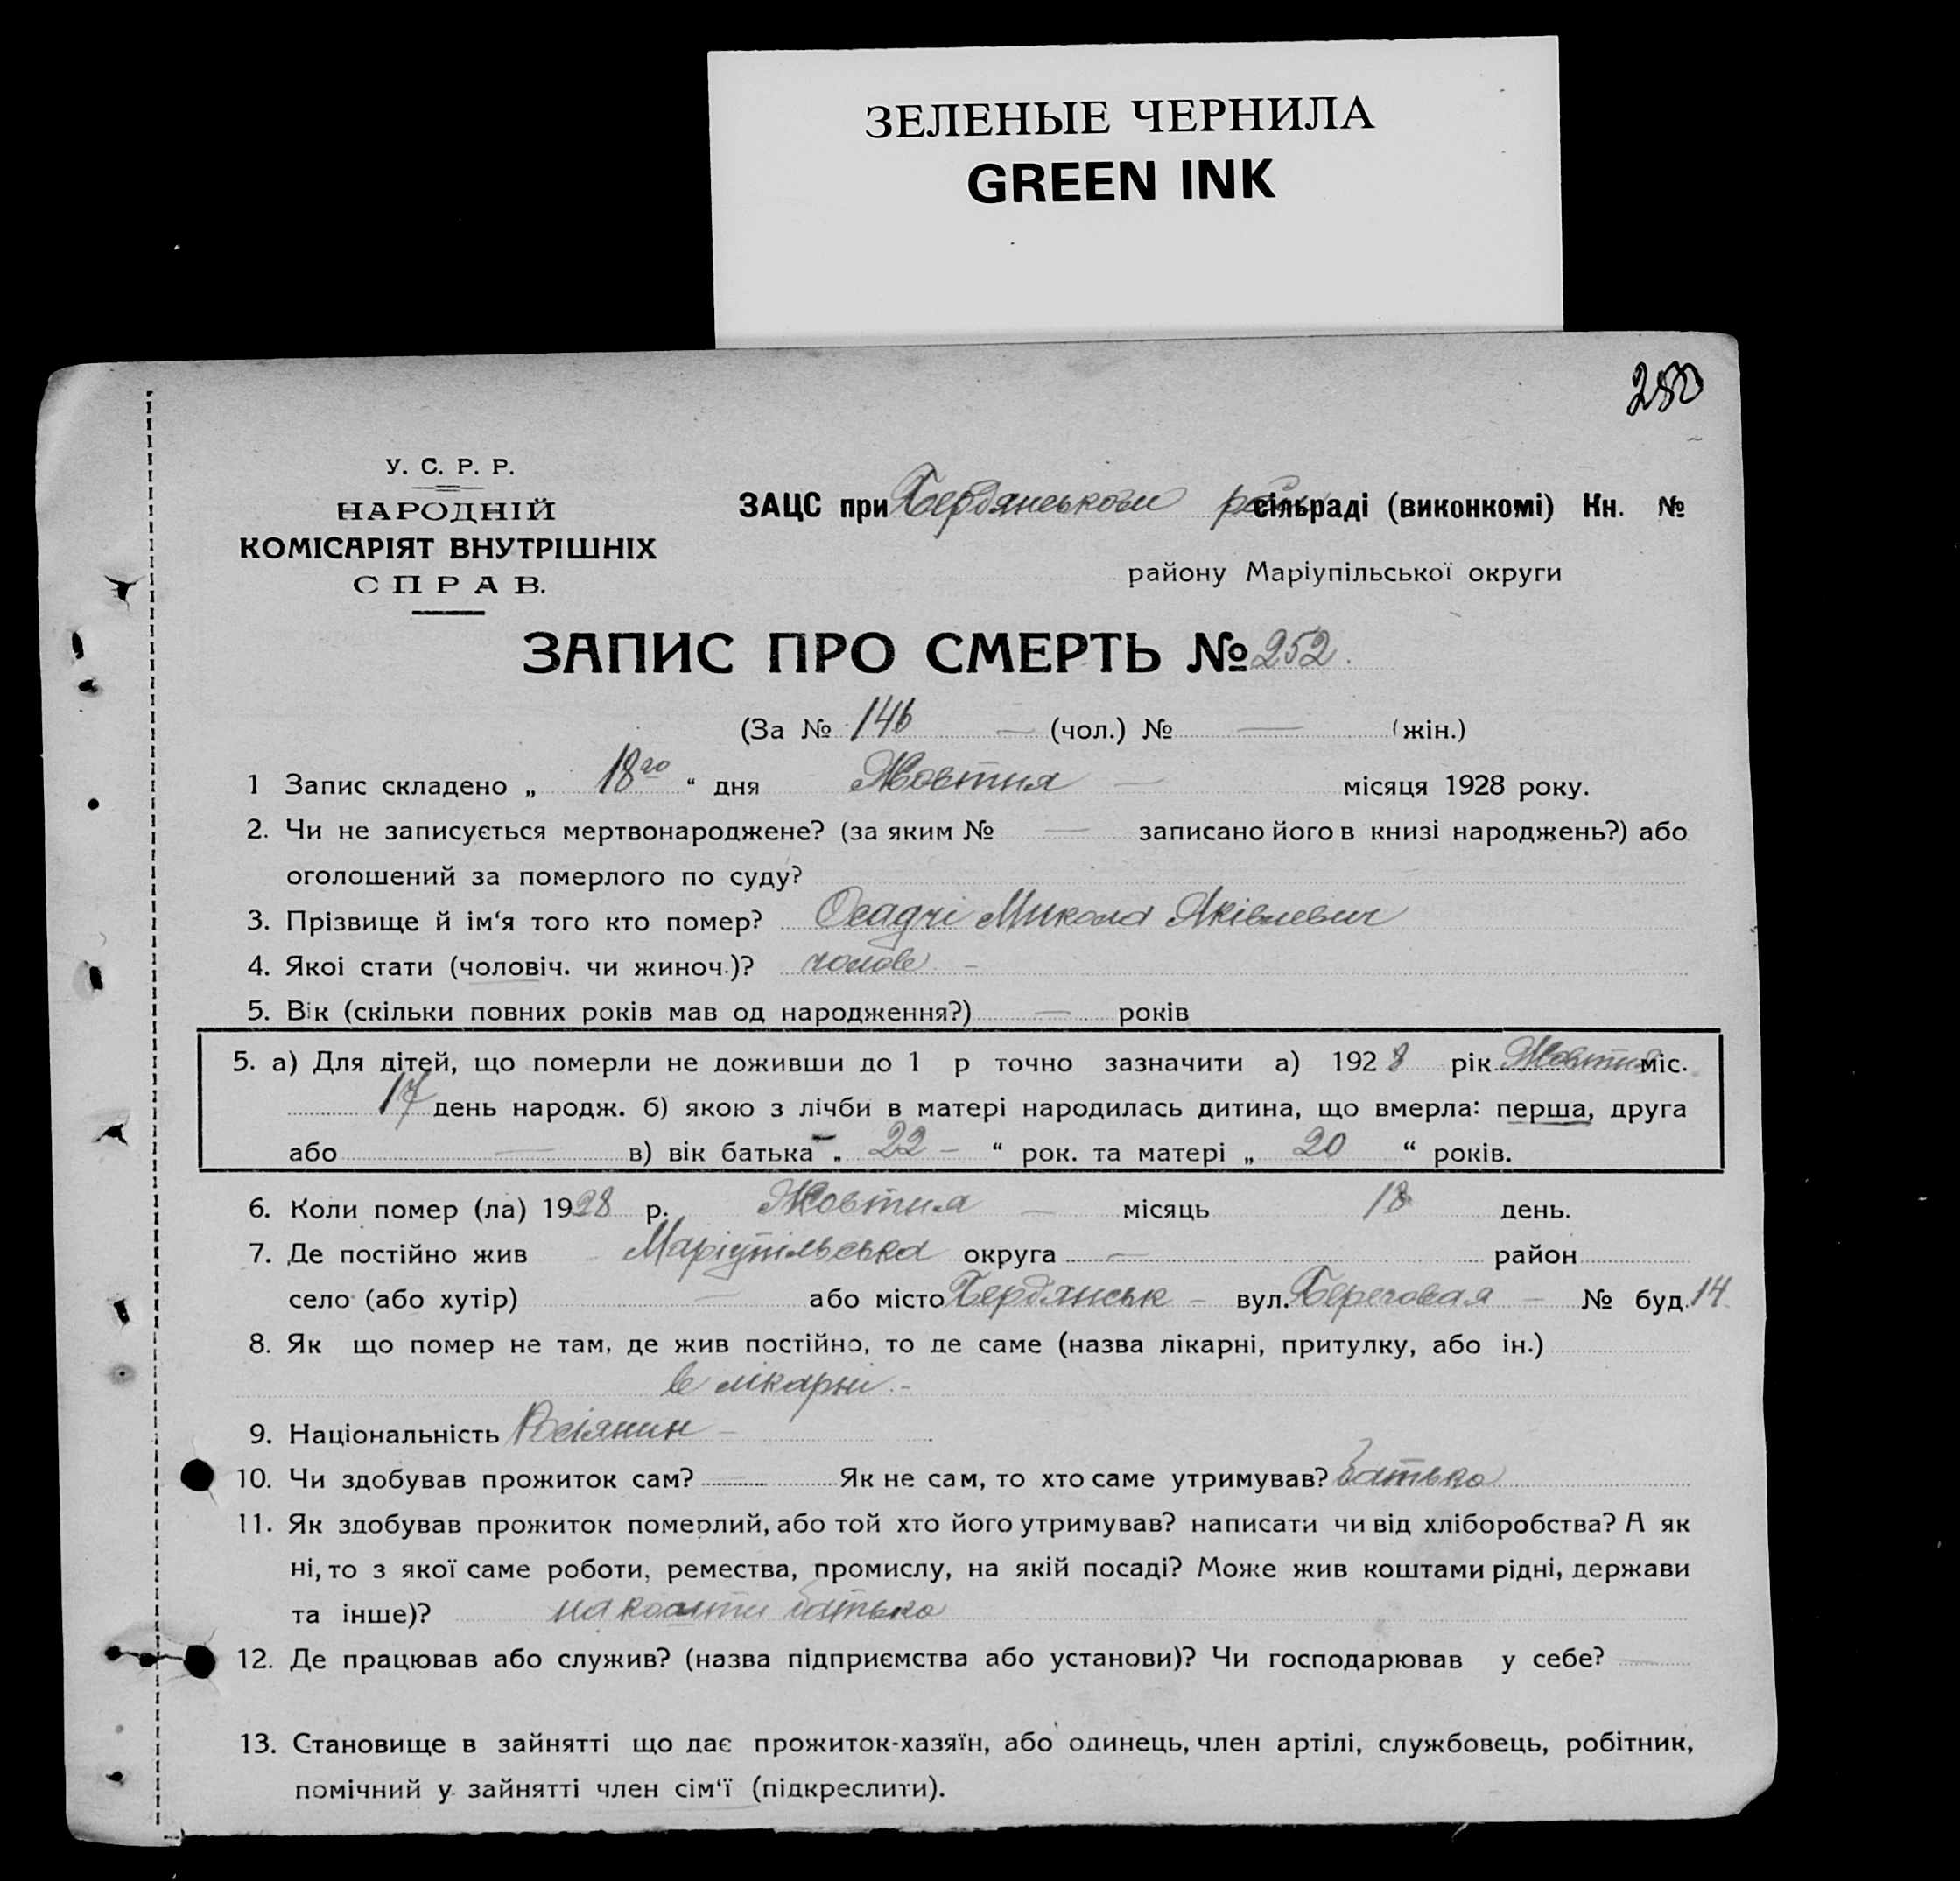 ЗЕЛЕНЫЕ ЧЕРНИЛА
GREEN INK
280
У. С. Р. Р.
НАРОДНІЙ
КОМІСАРІЯТ ВНУТРІШНІХ
СПРАВ.
ЗАЦС при Бердянськом рай сільраді (виконкомі) Кн. №
району Маріупільської округи
ЗАПИС ПРО СМЕРТЬ № 252.
(За № 146 — (чол.) № — (жін.)
1 Запис складено „ 18го “ дня Жовтня — місяця 1928 року.
2. Чи не записується мертвонароджене? (за яким № — записано його в книзі народжень?) або
оголошений за померлого по суду?
3. Прізвище й ім‘я того кто помер? Осадчі Микола Яківлевич
4. Якоі стати (чоловіч. чи жиноч.)? чолове –
5. Вік (скільки повних років мав од народження?) — років
5. а) Для дітей, що померли не доживши до 1 р точно зазначити а) 1928 рік Жовтня міс.
17 день народж. б) якою з лічби в матері народилась дитина, що вмерла: перша, друга
або — в) вік батька „ 22 – “ рок. та матері „ 20 “ років.
6. Коли помер (ла) 1928 р. Жовтня — місяць 18 день.
7. Де постійно жив Маріупільська округа — район
село (або хутір) — або місто Бердянськ – вул. Береговая – № буд. 14
8. Як що помер не там, де жив постійно, то де саме (назва лікарні, притулку, або ін.)
в лікарні. –
9. Національність Росіянин –
10. Чи здобував прожиток сам? — Як не сам, то хто саме утримував? батько
11. Як здобував прожиток померлий, або той хто його утримував? написати чи від хліборобства? А як
ні, то з якої саме роботи, ремества, промислу, на якій посаді? Може жив коштами рідні, держави
та інше)? на кошти батько
12. Де працював або служив? (назва підприємства або установи)? Чи господарював у себе? —
13. Становище в зайнятті що дає прожиток-хазяїн, або одинець, член артілі, службовець, робітник,
помічний у зайнятті член сім‘ї (підкреслити).